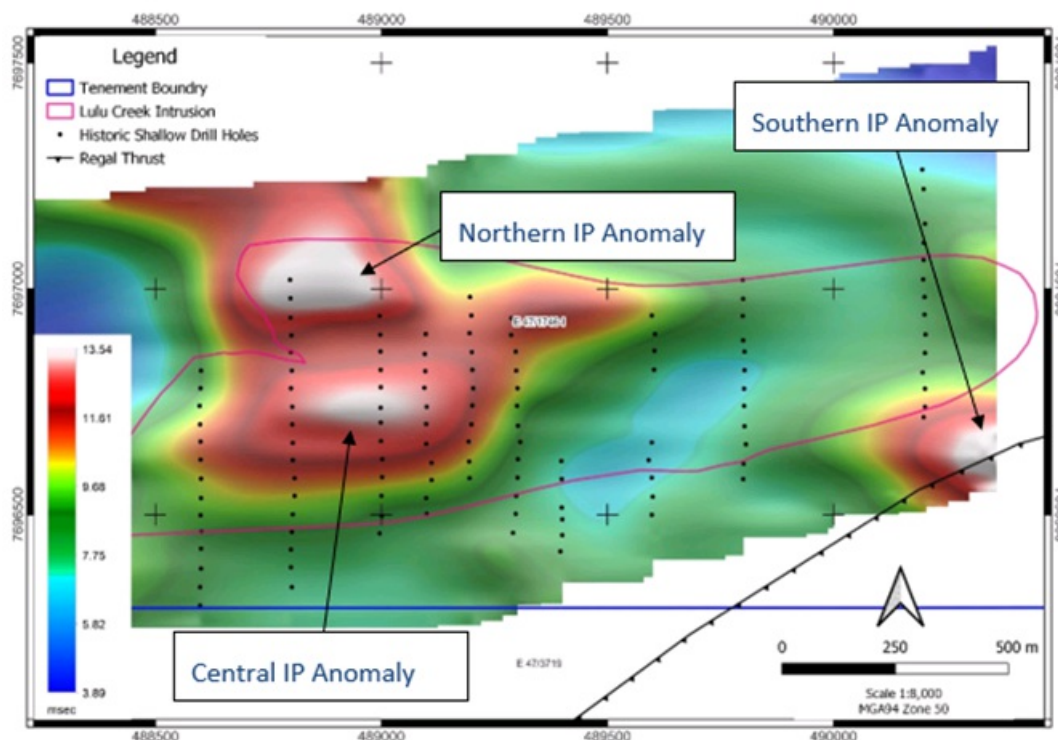 488500 489000 489500 490000
7697500
Legend
Tenement Boundry
Lulu Creek Intrusion
Historic Shallow Drill Holes
Regal Thrust
Southern IP Anomaly
Northern IP Anomaly
7697000
13.54
11.61
9.68
7.75
5.82
3.89
msec
7696500
Central IP Anomaly
E 47/3719
0 250 500 m
Scale 1:8,000
MGA94 Zone 50
488500 489000 489500 490000